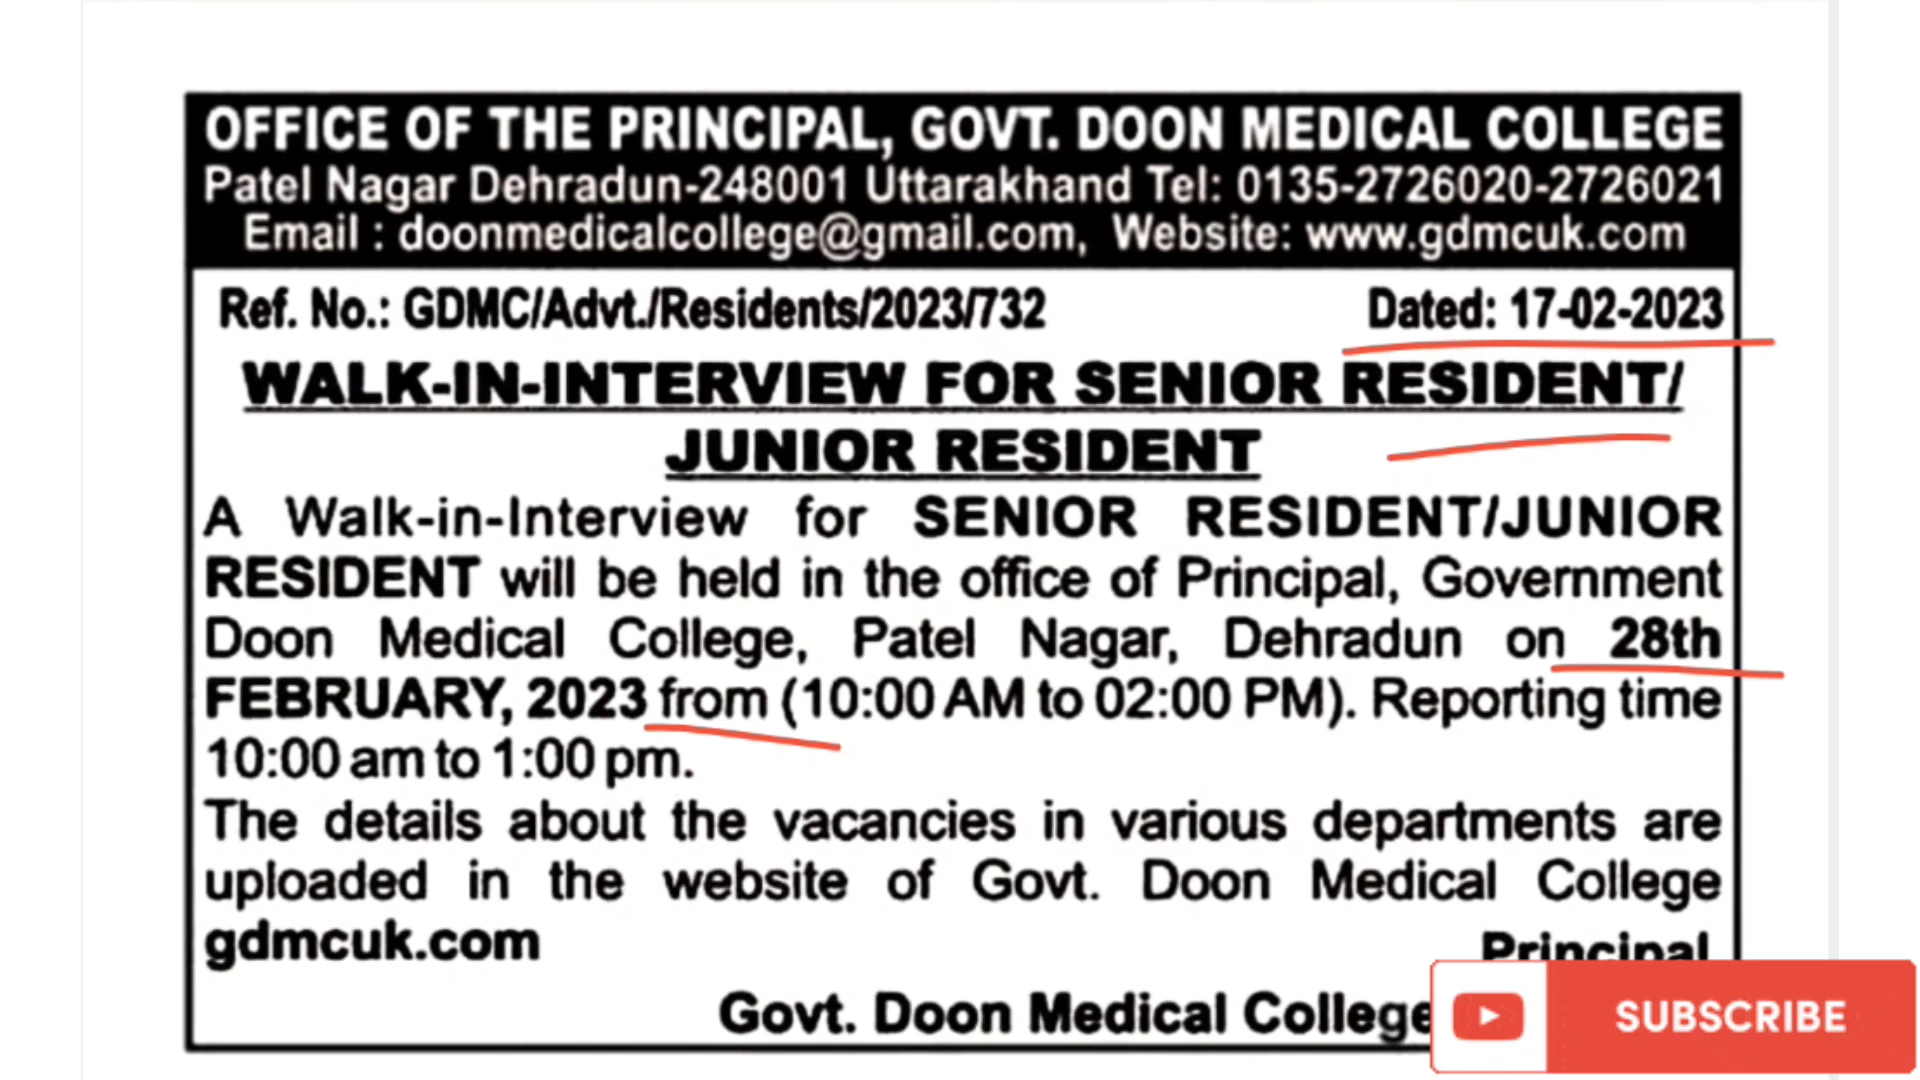 OFFICE OF THE PRINCIPAL, GOVT. DOON MEDICAL COLLEGE
Patel Nagar Dehradun-248001 Uttarakhand Tel: 0135-2726020-2726021
Email : doonmedicalcollege@gmail.com, Website: www.gdmcuk.com
Ref. No.: GDMC/Advt./Residents/2023/732 Dated: 17-02-2023
WALK-IN-INTERVIEW FOR SENIOR RESIDENT/
JUNIOR RESIDENT
A Walk-in-Interview for SENIOR RESIDENT/JUNIOR
RESIDENT will be held in the office of Principal, Government
Doon Medical College, Patel Nagar, Dehradun on 28th
FEBRUARY, 2023 from (10:00 AM to 02:00 PM). Reporting time
10:00 am to 1:00 pm.
The details about the vacancies in various departments are
uploaded in the website of Govt. Doon Medical College
gdmcuk.com Principal
Govt. Doon Medical College
SUBSCRIBE